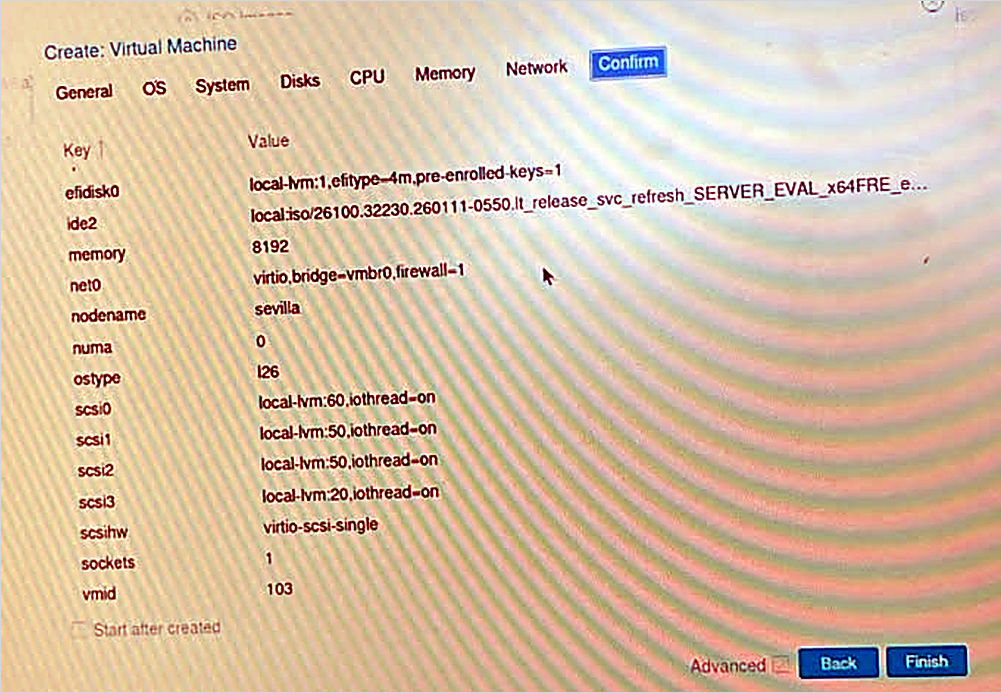 Create: Virtual Machine
General OS System Disks CPU Memory Network Confirm
Key ↑ Value
efidisk0 local-lvm:1,efitype=4m,pre-enrolled-keys=1
ide2 local:iso/26100.32230.260111-0550.lt_release_svc_refresh_SERVER_EVAL_x64FRE_e...
memory 8192
net0 virtio,bridge=vmbr0,firewall=1
nodename sevilla
numa 0
ostype l26
scsi0 local-lvm:60,iothread=on
scsi1 local-lvm:50,iothread=on
scsi2 local-lvm:50,iothread=on
scsi3 local-lvm:20,iothread=on
scsihw virtio-scsi-single
sockets 1
vmid 103
Start after created
Advanced Back Finish